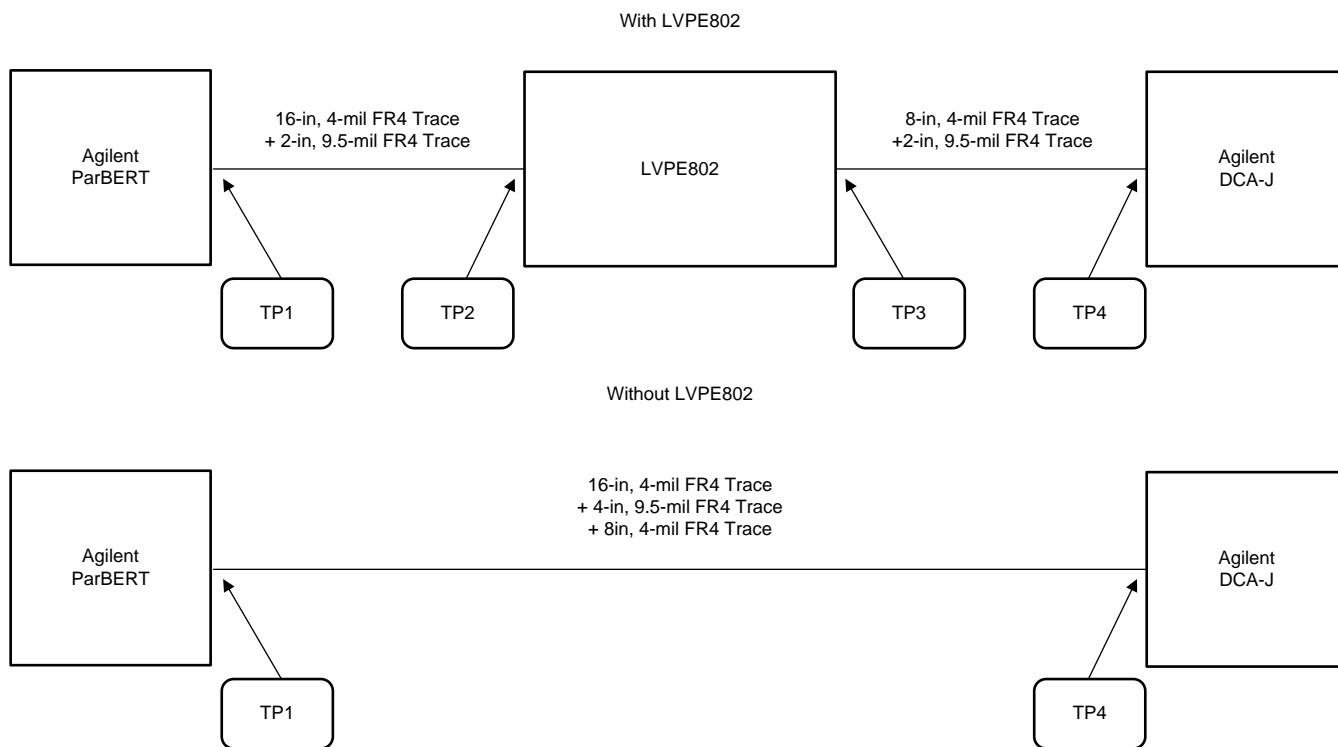 With LVPE802
Agilent
ParBERT
16-in, 4-mil FR4 Trace
+ 2-in, 9.5-mil FR4 Trace
LVPE802
8-in, 4-mil FR4 Trace
+2-in, 9.5-mil FR4 Trace
Agilent
DCA-J
TP1
TP2
TP3
TP4
Without LVPE802
Agilent
ParBERT
16-in, 4-mil FR4 Trace
+ 4-in, 9.5-mil FR4 Trace
+ 8in, 4-mil FR4 Trace
Agilent
DCA-J
TP1
TP4